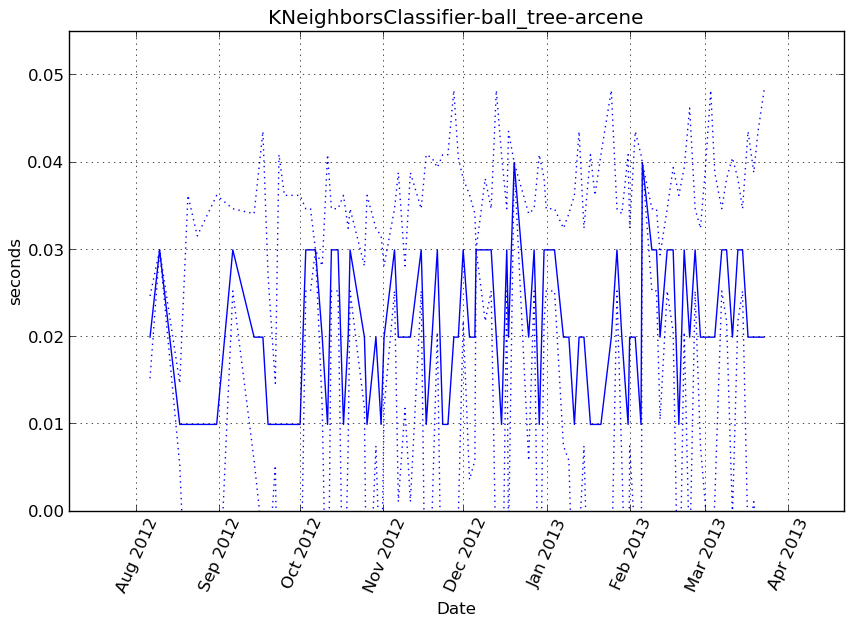 KNeighborsClassifier-ball_tree-arcene
0.05
0.04
0.03
0.02
0.01
0.00
seconds
Aug 2012
Sep 2012
Oct 2012
Nov 2012
Dec 2012
Jan 2013
Feb 2013
Mar 2013
Apr 2013
Date